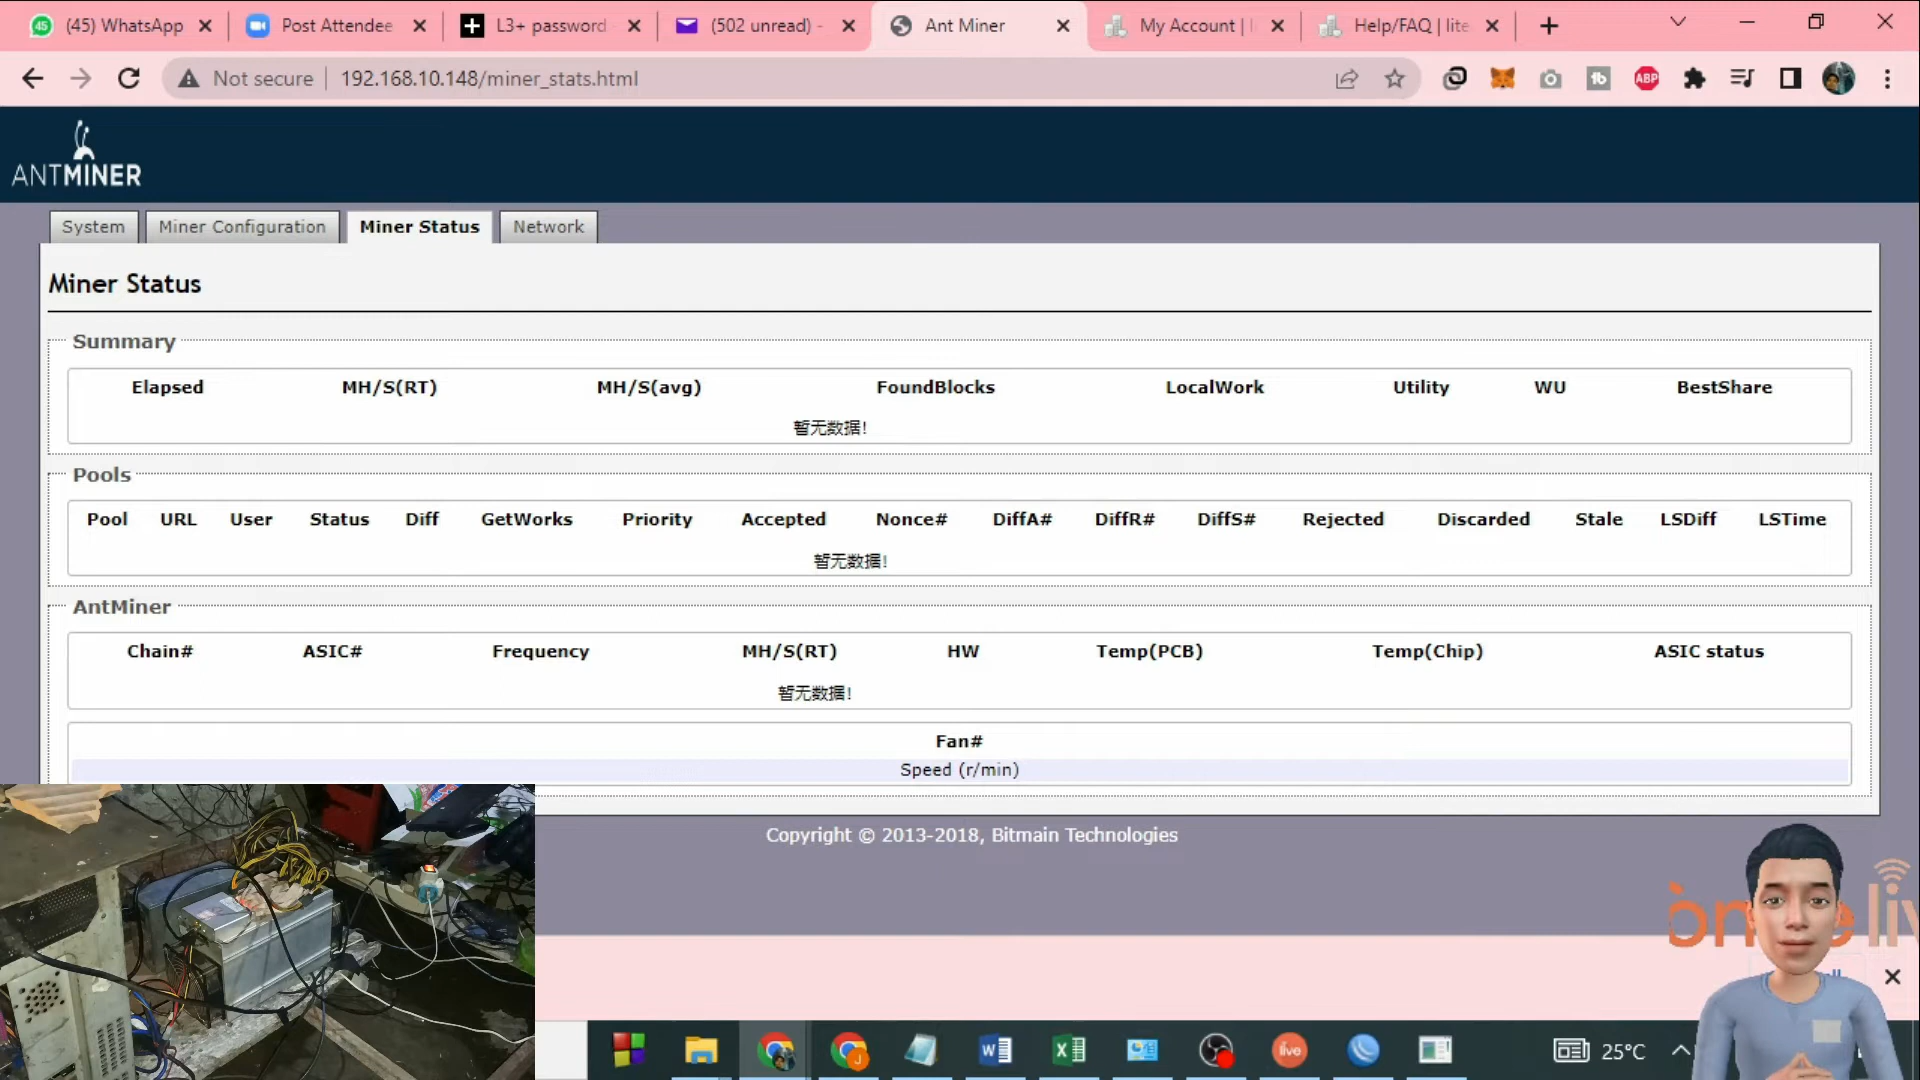 (45) WhatsApp
Post Attendee
L3+ password
(502 unread) -
Ant Miner
My Account |
Help/FAQ | lite
Not secure
192.168.10.148/miner_stats.html
ABP
ANTMINER
System
Miner Configuration
Miner Status
Network
Miner Status
Summary
Elapsed MH/S(RT) MH/S(avg) FoundBlocks LocalWork Utility WU BestShare
暂无数据!
Pools
Pool URL User Status Diff GetWorks Priority Accepted Nonce# DiffA# DiffR# DiffS# Rejected Discarded Stale LSDiff LSTime
暂无数据!
AntMiner
Chain# ASIC# Frequency MH/S(RT) HW Temp(PCB) Temp(Chip) ASIC status
暂无数据!
Fan#
Speed (r/min)
Copyright © 2013-2018, Bitmain Technologies
live
25°C